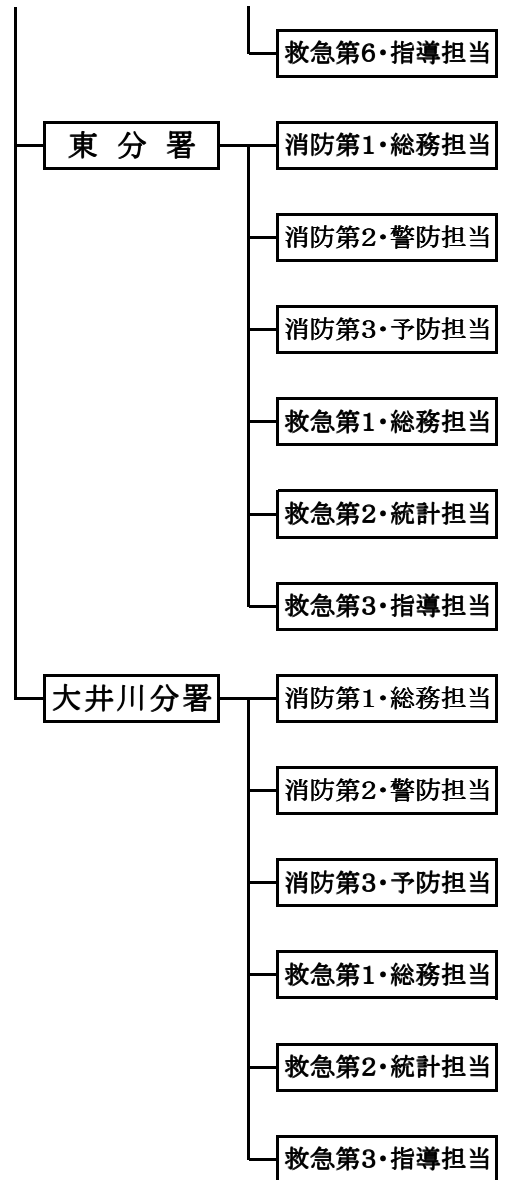 救急第6・指導担当
東 分 署
消防第1・総務担当
消防第2・警防担当
消防第3・予防担当
救急第1・総務担当
救急第2・統計担当
救急第3・指導担当
大井川分署
消防第1・総務担当
消防第2・警防担当
消防第3・予防担当
救急第1・総務担当
救急第2・統計担当
救急第3・指導担当